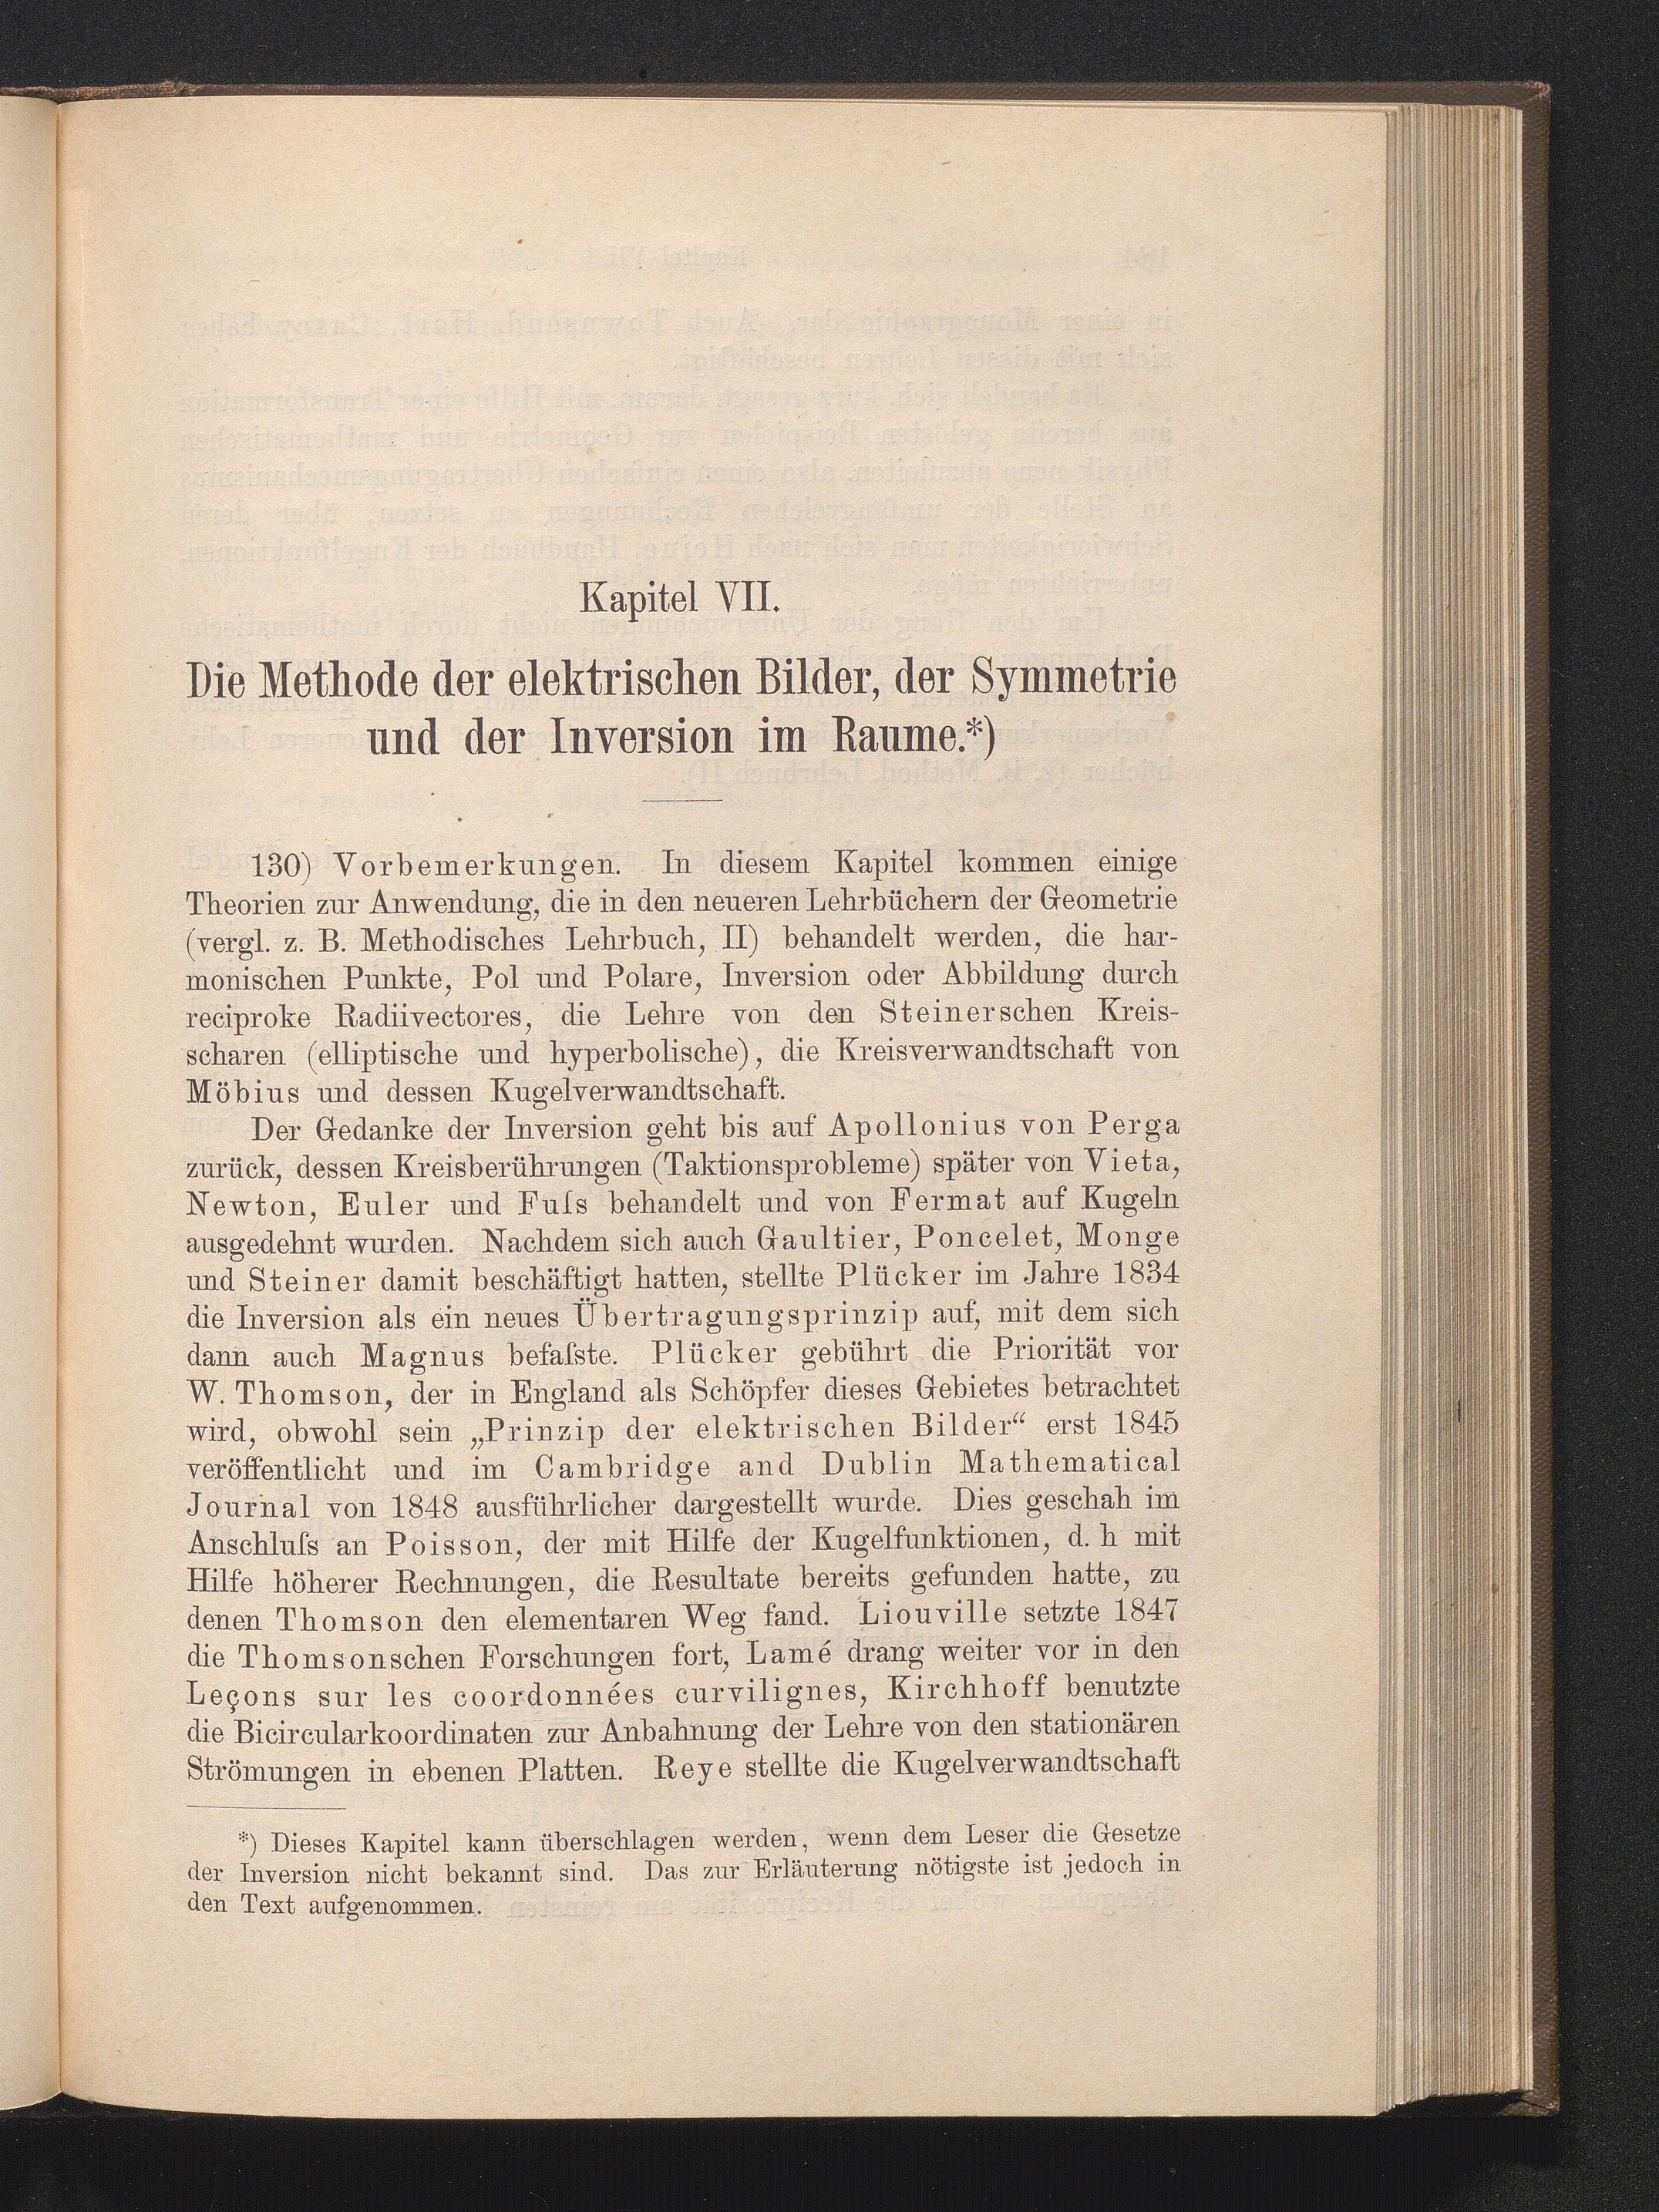 Kapitel VII.
Die Methode der elektrischen Bilder, der Symmetrie
und der Inversion im Raume.*)
130) Vorbemerkungen. In diesem Kapitel kommen einige
Theorien zur Anwendung, die in den neueren Lehrbüchern der Geometrie
(vergl. z. B. Methodisches Lehrbuch, II) behandelt werden, die har-
monischen Punkte, Pol und Polare, Inversion oder Abbildung durch
reciproke Radiivectores, die Lehre von den Steinerschen Kreis-
scharen (elliptische und hyperbolische), die Kreisverwandtschaft von
Möbius und dessen Kugelverwandtschaft.
Der Gedanke der Inversion geht bis auf Apollonius von Perga
zurück, dessen Kreisberührungen (Taktionsprobleme) später von Vieta,
Newton, Euler und Fuſs behandelt und von Fermat auf Kugeln
ausgedehnt wurden. Nachdem sich auch Gaultier, Poncelet, Monge
und Steiner damit beschäftigt hatten, stellte Plücker im Jahre 1834
die Inversion als ein neues Übertragungsprinzip auf, mit dem sich
dann auch Magnus befaſste. Plücker gebührt die Priorität vor
W. Thomson, der in England als Schöpfer dieses Gebietes betrachtet
wird, obwohl sein „Prinzip der elektrischen Bilder“ erst 1845
veröffentlicht und im Cambridge and Dublin Mathematical
Journal von 1848 ausführlicher dargestellt wurde. Dies geschah im
Anschluſs an Poisson, der mit Hilfe der Kugelfunktionen, d. h mit
Hilfe höherer Rechnungen, die Resultate bereits gefunden hatte, zu
denen Thomson den elementaren Weg fand. Liouville setzte 1847
die Thomsonschen Forschungen fort, Lamé drang weiter vor in den
Leçons sur les coordonnées curvilignes, Kirchhoff benutzte
die Bicircularkoordinaten zur Anbahnung der Lehre von den stationären
Strömungen in ebenen Platten. Reye stellte die Kugelverwandtschaft
*) Dieses Kapitel kann überschlagen werden, wenn dem Leser die Gesetze
der Inversion nicht bekannt sind. Das zur Erläuterung nötigste ist jedoch in
den Text aufgenommen.